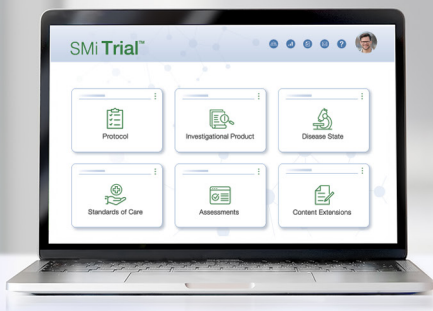 SMi Trial™
?
Protocol
Investigational Product
Disease State
Standards of Care
Assessments
Content Extensions